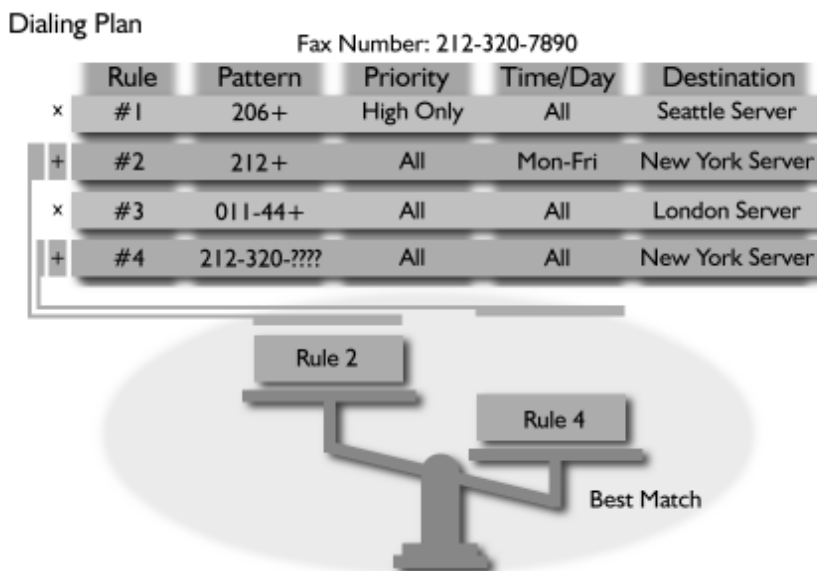 Dialing Plan
Fax Number: 212-320-7890
Rule Pattern Priority Time/Day Destination
× #1 206+ High Only All Seattle Server
+ #2 212+ All Mon-Fri New York Server
× #3 011-44+ All All London Server
+ #4 212-320-???? All All New York Server
Rule 2
Rule 4
Best Match